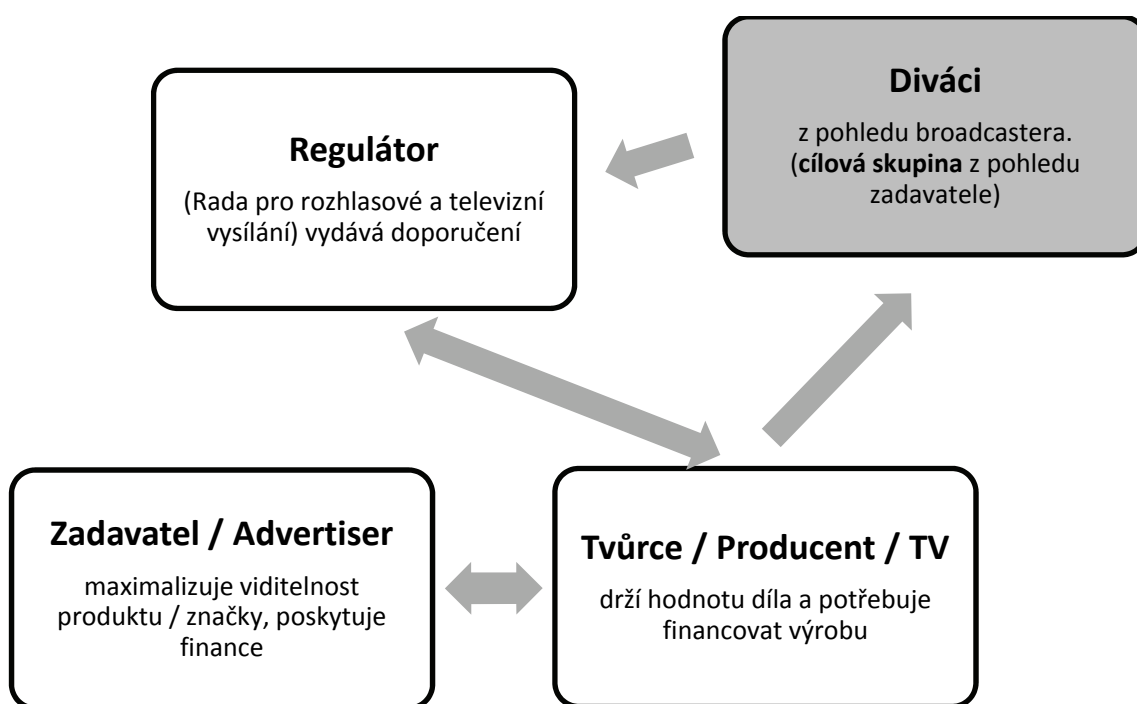 Diváci
z pohledu broadcastera.
(cílová skupina z pohledu
zadavatele)
Regulátor
(Rada pro rozhlasové a televizní
vysílání) vydává doporučení
Zadavatel / Advertiser
maximalizuje viditelnost
produktu / značky, poskytuje
finance
Tvůrce / Producent / TV
drží hodnotu díla a potřebuje
financovat výrobu